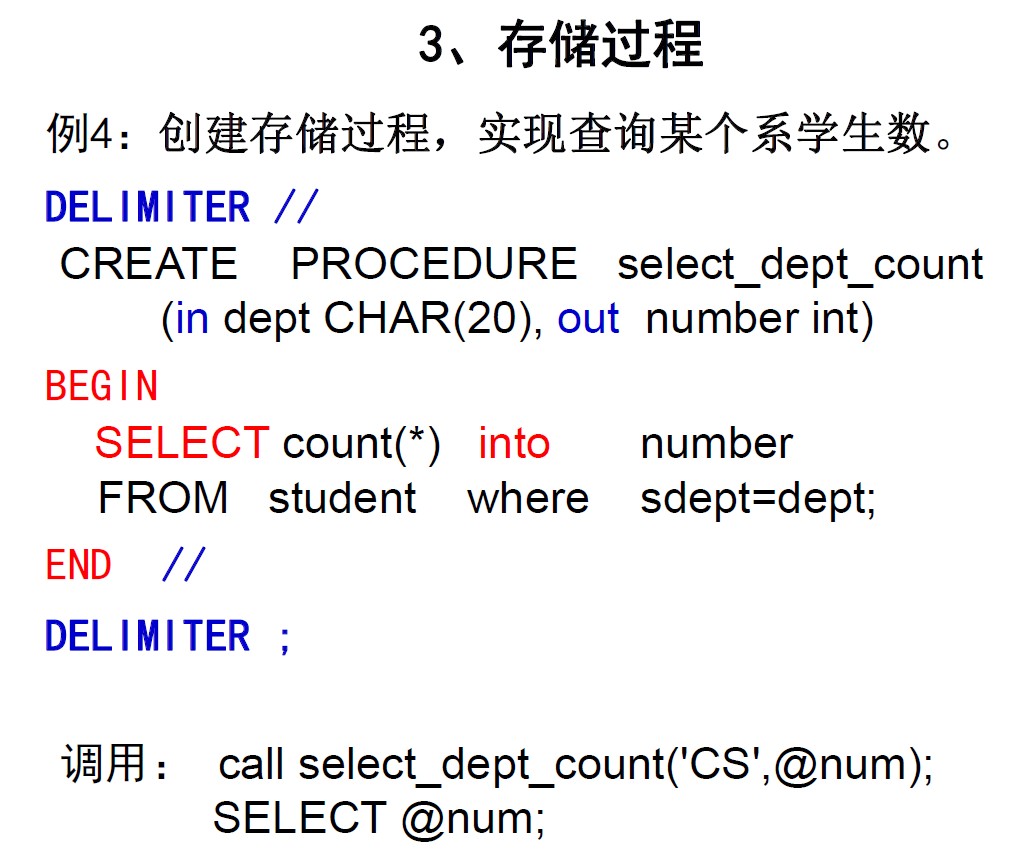 3、存储过程
例4：创建存储过程，实现查询某个系学生数。
DELIMITER //
CREATE PROCEDURE select_dept_count
(in dept CHAR(20), out number int)
BEGIN
SELECT count(*) into number
FROM student where sdept=dept;
END //
DELIMITER ;
调用： call select_dept_count('CS',@num);
SELECT @num;